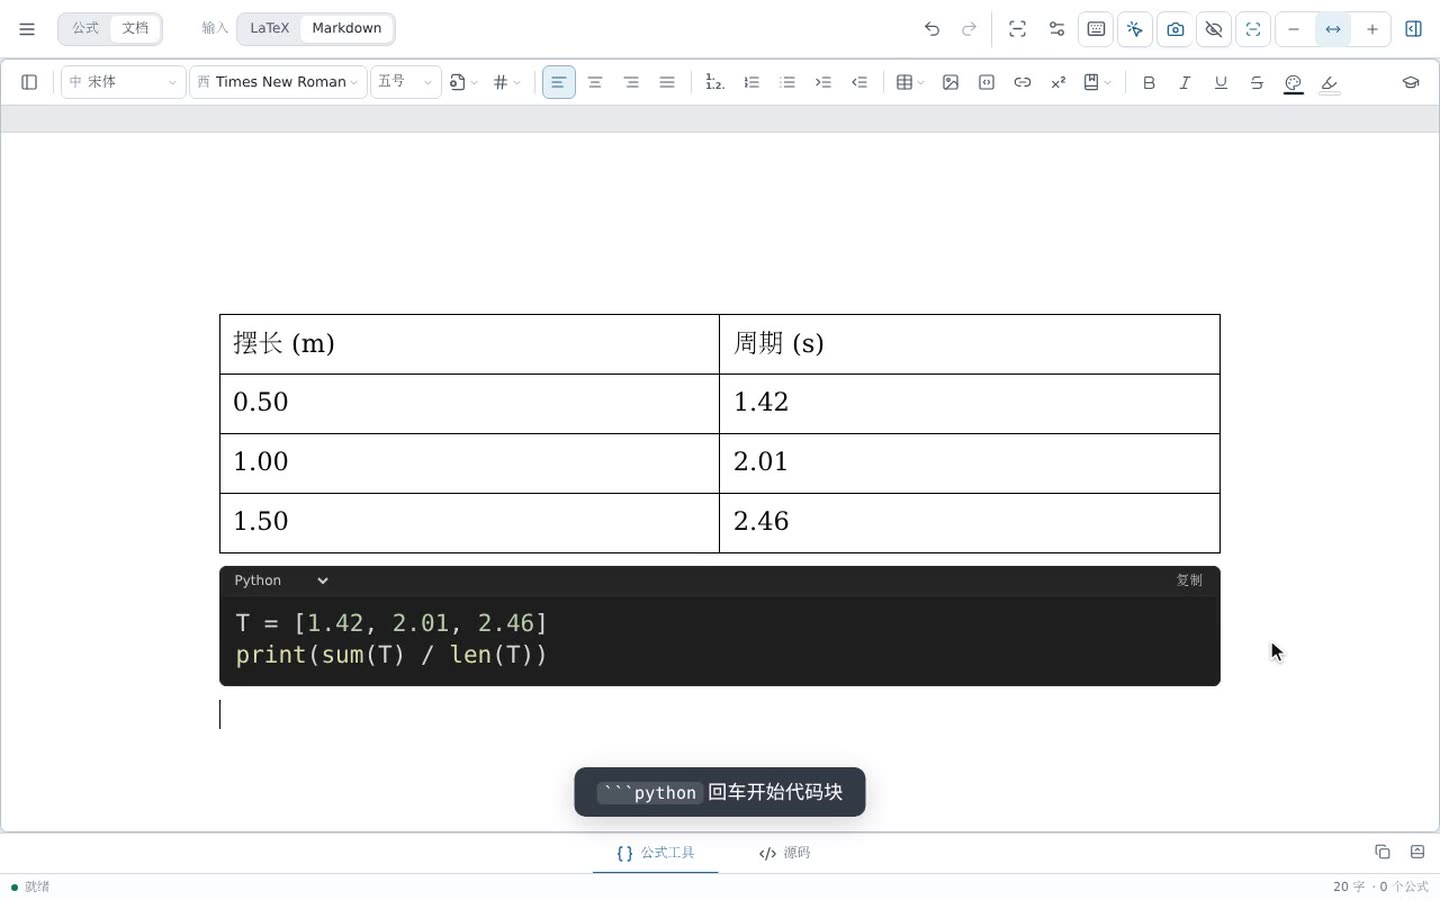 公式 文档 输入 LaTeX Markdown
中 宋体 西 Times New Roman 五号
摆长 (m) 周期 (s)
0.50 1.42
1.00 2.01
1.50 2.46
Python 复制
T = [1.42, 2.01, 2.46]
print(sum(T) / len(T))
```python 回车开始代码块
{} 公式工具 </> 源码
就绪 20 字 · 0 个公式